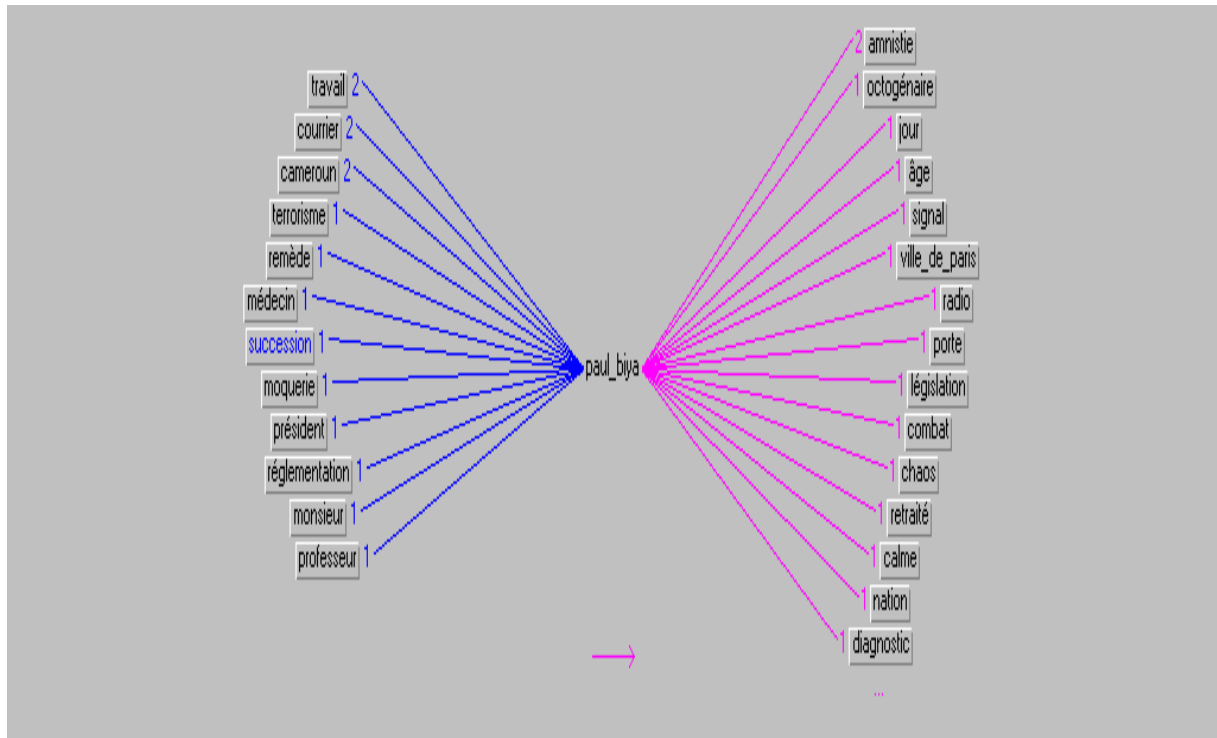 travail 2
courrier 2
cameroun 2
terrorisme 1
remède 1
médecin 1
succession 1
moquerie 1
président 1
réglementation 1
monsieur 1
professeur 1
paul_biya
2 amnistie
1 octogénaire
1 jour
1 âge
1 signal
1 ville_de_paris
1 radio
1 porte
1 législation
1 combat
1 chaos
1 retraité
1 calme
1 nation
1 diagnostic
...